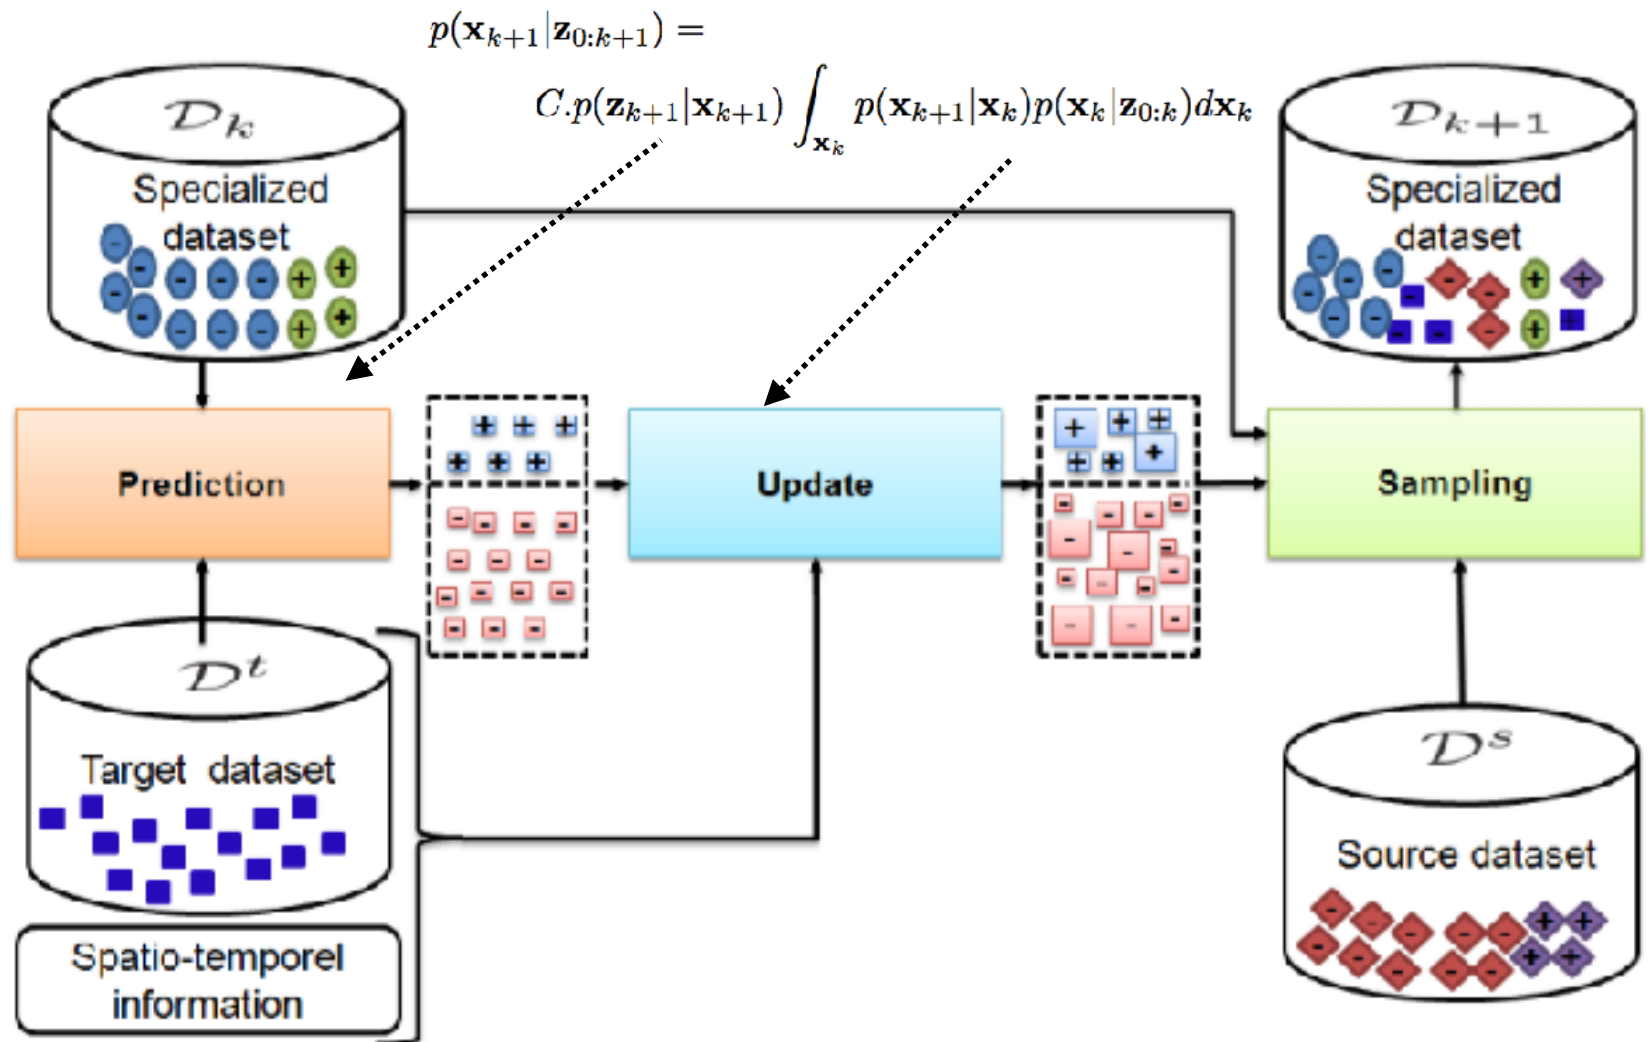 p(x_{k+1}|z_{0:k+1}) =
C.p(z_{k+1}|x_{k+1}) ∫_{x_k} p(x_{k+1}|x_k)p(x_k|z_{0:k})dx_k
D_k
Specialized
dataset
D_{k+1}
Specialized
dataset
Prediction
Update
Sampling
D^t
Target dataset
Spatio-temporel
information
D^s
Source dataset